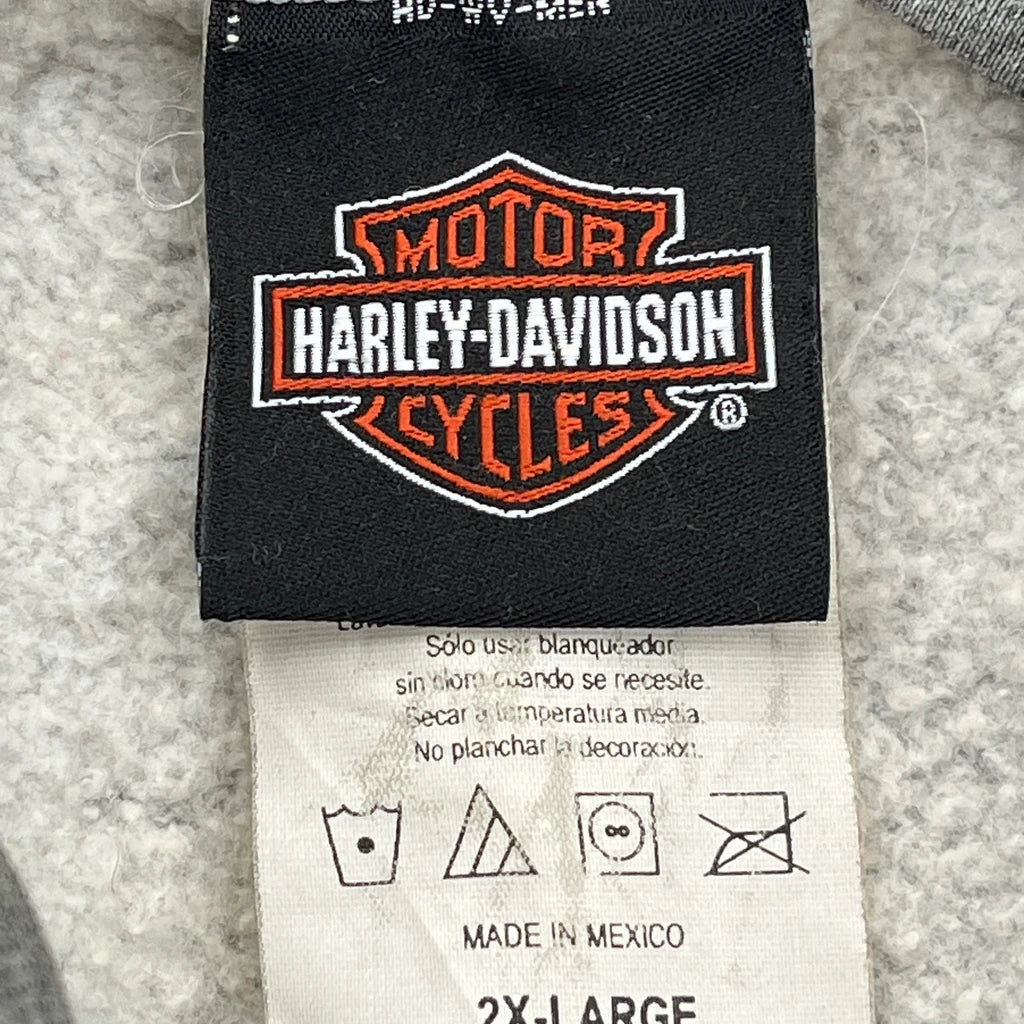 MOTOR
HARLEY-DAVIDSON
CYCLES
®
Sólo usar blanqueador
sin cloro cuando se necesite.
Secar a temperatura media.
No planchar la decoración.
MADE IN MEXICO
2X-LARGE